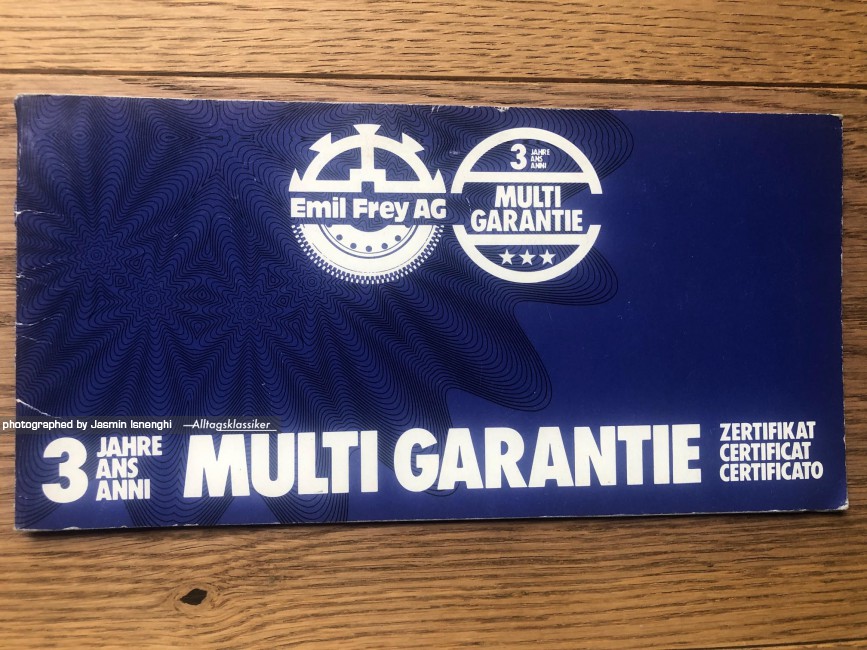 Emil Frey AG
3 JAHRE
ANS
ANNI
MULTI
GARANTIE
photographed by Jasmin Isnenghi
Alltagsklassiker
3 JAHRE
ANS
ANNI
MULTI GARANTIE
ZERTIFIKAT
CERTIFICAT
CERTIFICATO